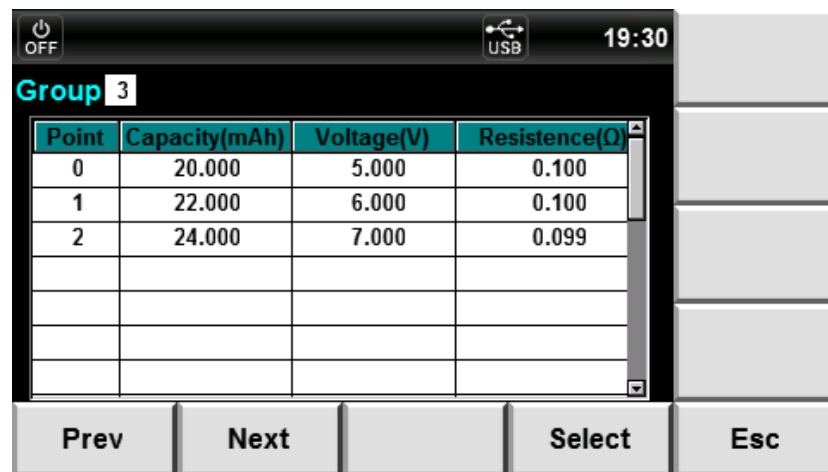 OFF USB 19:30
Group 3
Point Capacity(mAh) Voltage(V) Resistence(Ω)
0 20.000 5.000 0.100
1 22.000 6.000 0.100
2 24.000 7.000 0.099
Prev Next Select Esc